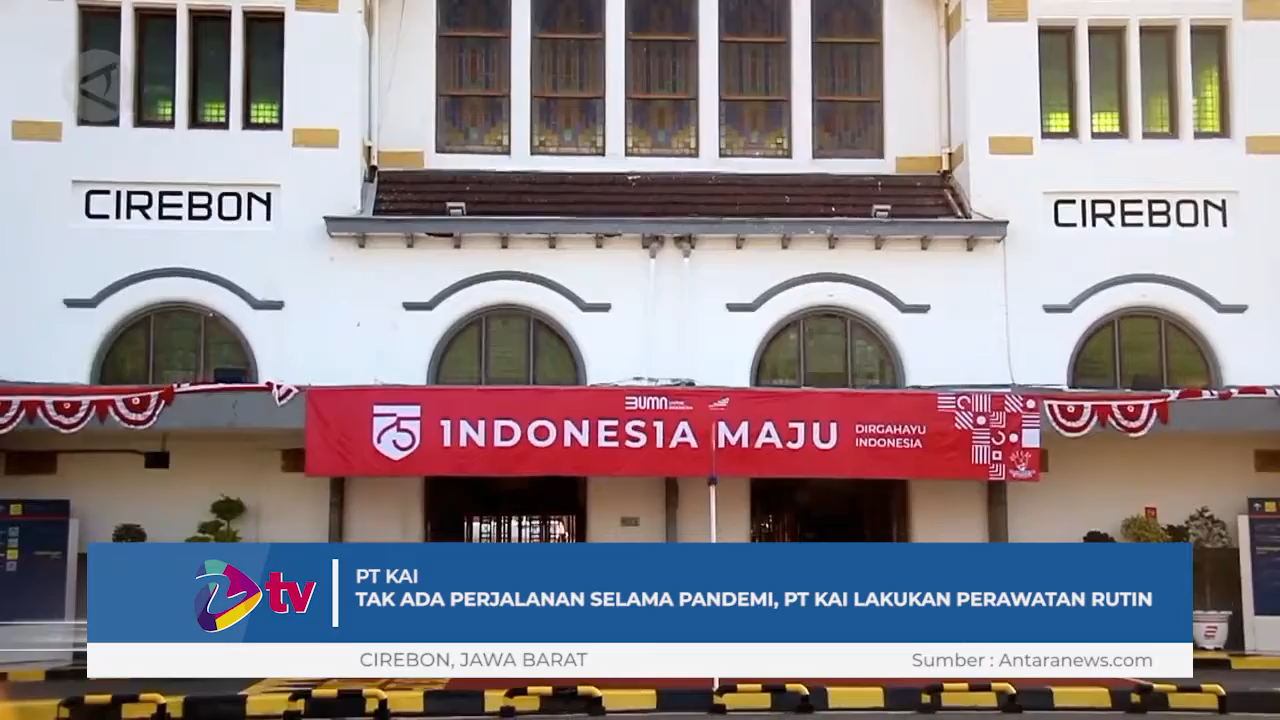 CIREBON
CIREBON
BUMN
75 INDONES1A MAJU
DIRGAHAYU
INDONESIA
tv
PT KAI
TAK ADA PERJALANAN SELAMA PANDEMI, PT KAI LAKUKAN PERAWATAN RUTIN
CIREBON, JAWA BARAT
Sumber : Antaranews.com